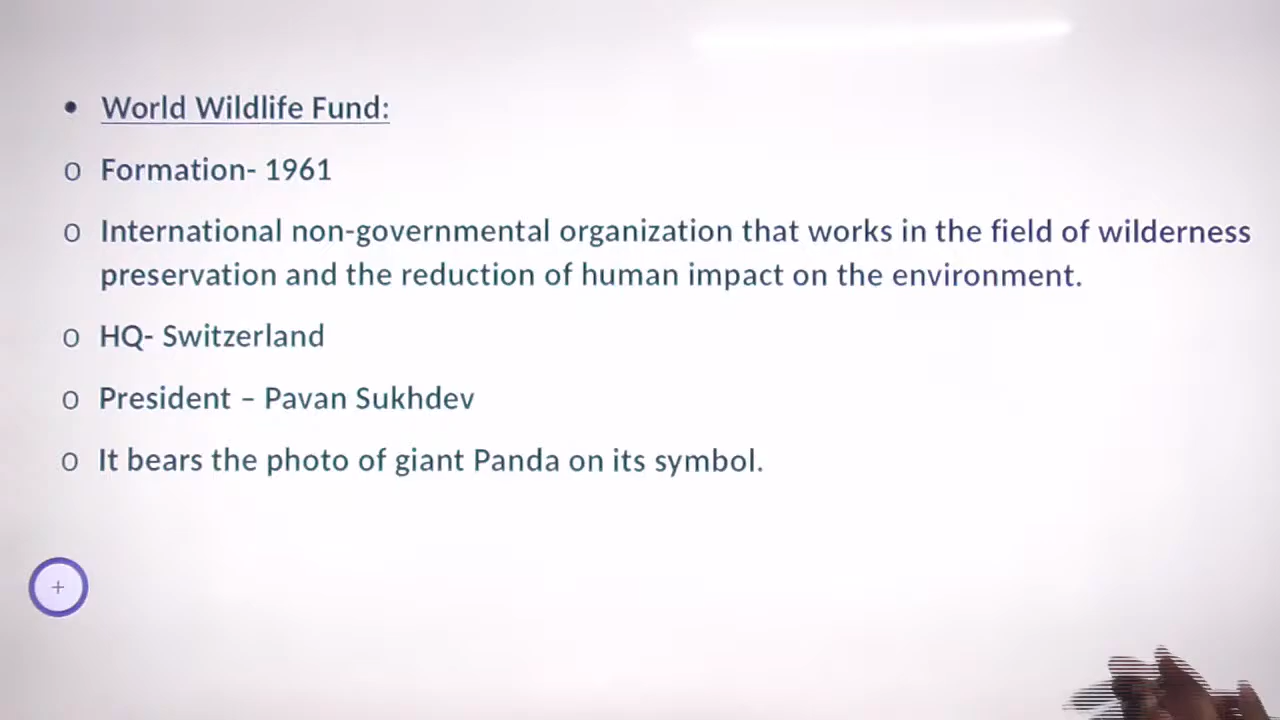 • World Wildlife Fund:
o Formation- 1961
o International non-governmental organization that works in the field of wilderness
preservation and the reduction of human impact on the environment.
o HQ- Switzerland
o President – Pavan Sukhdev
o It bears the photo of giant Panda on its symbol.
+